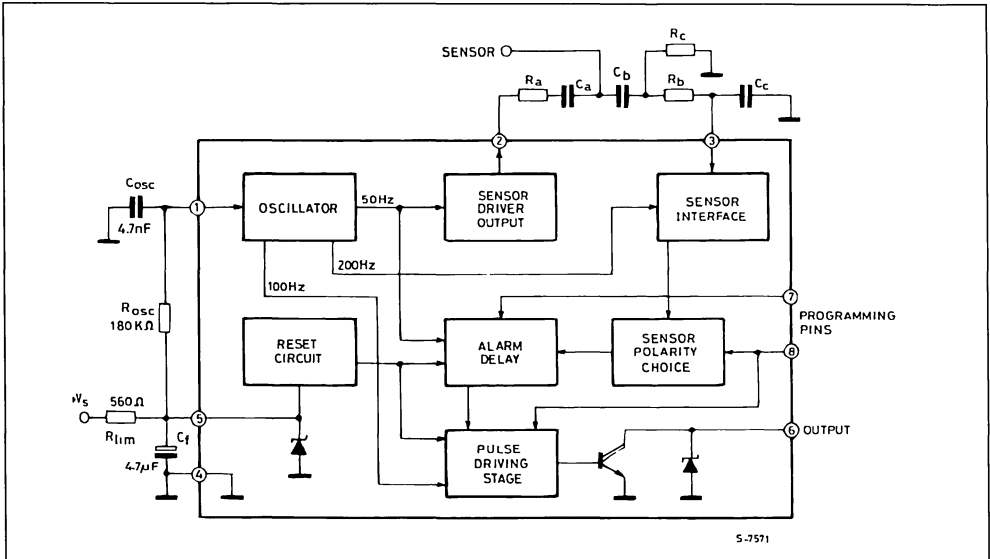 SENSOR
Ra
Ca
Cb
Rc
Rb
Cc
2
3
Cosc
4.7nF
1
OSCILLATOR
50Hz
SENSOR
DRIVER
OUTPUT
SENSOR
INTERFACE
200Hz
100Hz
Rosc
180KΩ
RESET
CIRCUIT
ALARM
DELAY
SENSOR
POLARITY
CHOICE
7
PROGRAMMING
PINS
8
+Vs
560Ω
Rlim
5
Cf
4.7µF
4
PULSE
DRIVING
STAGE
6
OUTPUT
S-7571